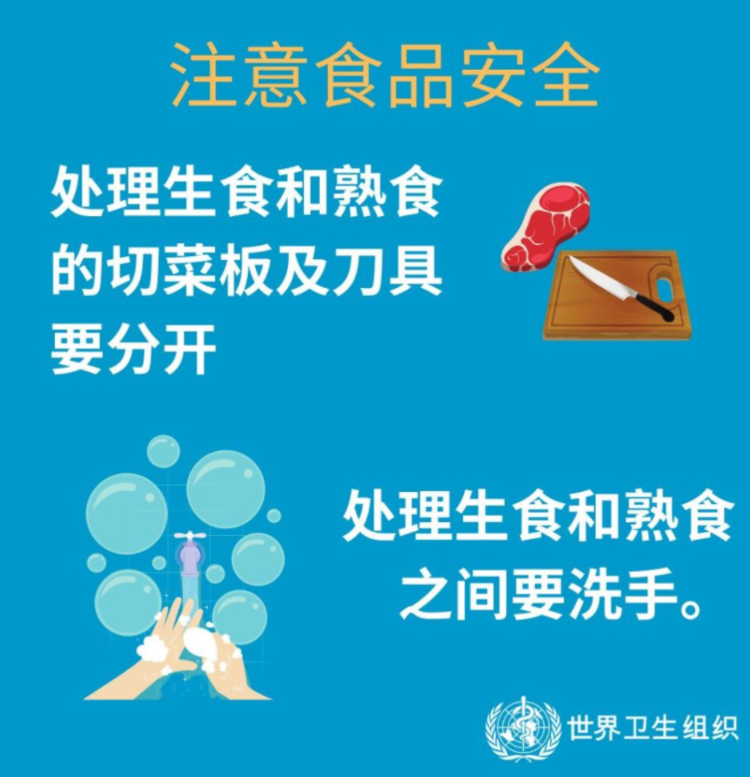 注意食品安全
处理生食和熟食
的切菜板及刀具
要分开
处理生食和熟食
之间要洗手。
世界卫生组织